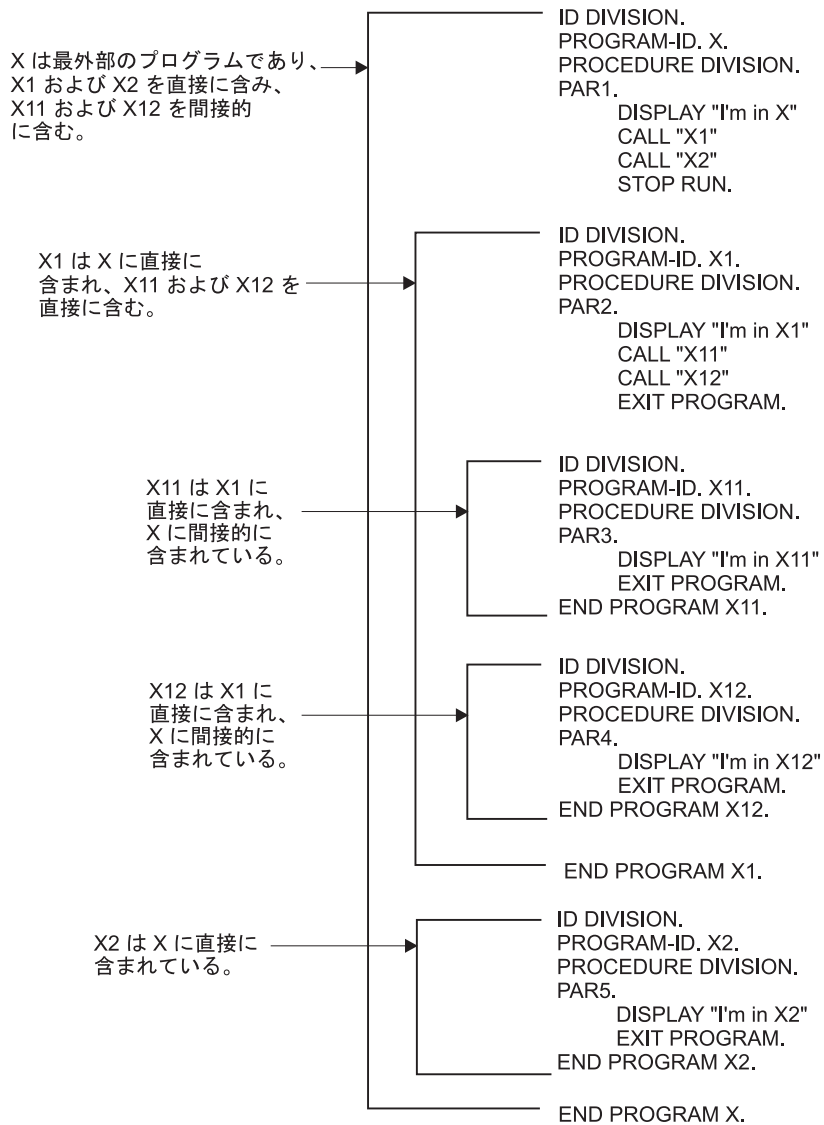 X は最外部のプログラムであり、
X1 および X2 を直接に含み、
X11 および X12 を間接的
に含む。
ID DIVISION.
PROGRAM-ID. X.
PROCEDURE DIVISION.
PAR1.
DISPLAY "I'm in X"
CALL "X1"
CALL "X2"
STOP RUN.
X1 は X に直接に
含まれ、X11 および X12 を
直接に含む。
ID DIVISION.
PROGRAM-ID. X1.
PROCEDURE DIVISION.
PAR2.
DISPLAY "I'm in X1"
CALL "X11"
CALL "X12"
EXIT PROGRAM.
X11 は X1 に
直接に含まれ、
X に間接的に
含まれている。
ID DIVISION.
PROGRAM-ID. X11.
PROCEDURE DIVISION.
PAR3.
DISPLAY "I'm in X11"
EXIT PROGRAM.
END PROGRAM X11.
X12 は X1 に
直接に含まれ、
X に間接的に
含まれている。
ID DIVISION.
PROGRAM-ID. X12.
PROCEDURE DIVISION.
PAR4.
DISPLAY "I'm in X12"
EXIT PROGRAM.
END PROGRAM X12.
END PROGRAM X1.
X2 は X に直接に
含まれている。
ID DIVISION.
PROGRAM-ID. X2.
PROCEDURE DIVISION.
PAR5.
DISPLAY "I'm in X2"
EXIT PROGRAM.
END PROGRAM X2.
END PROGRAM X.